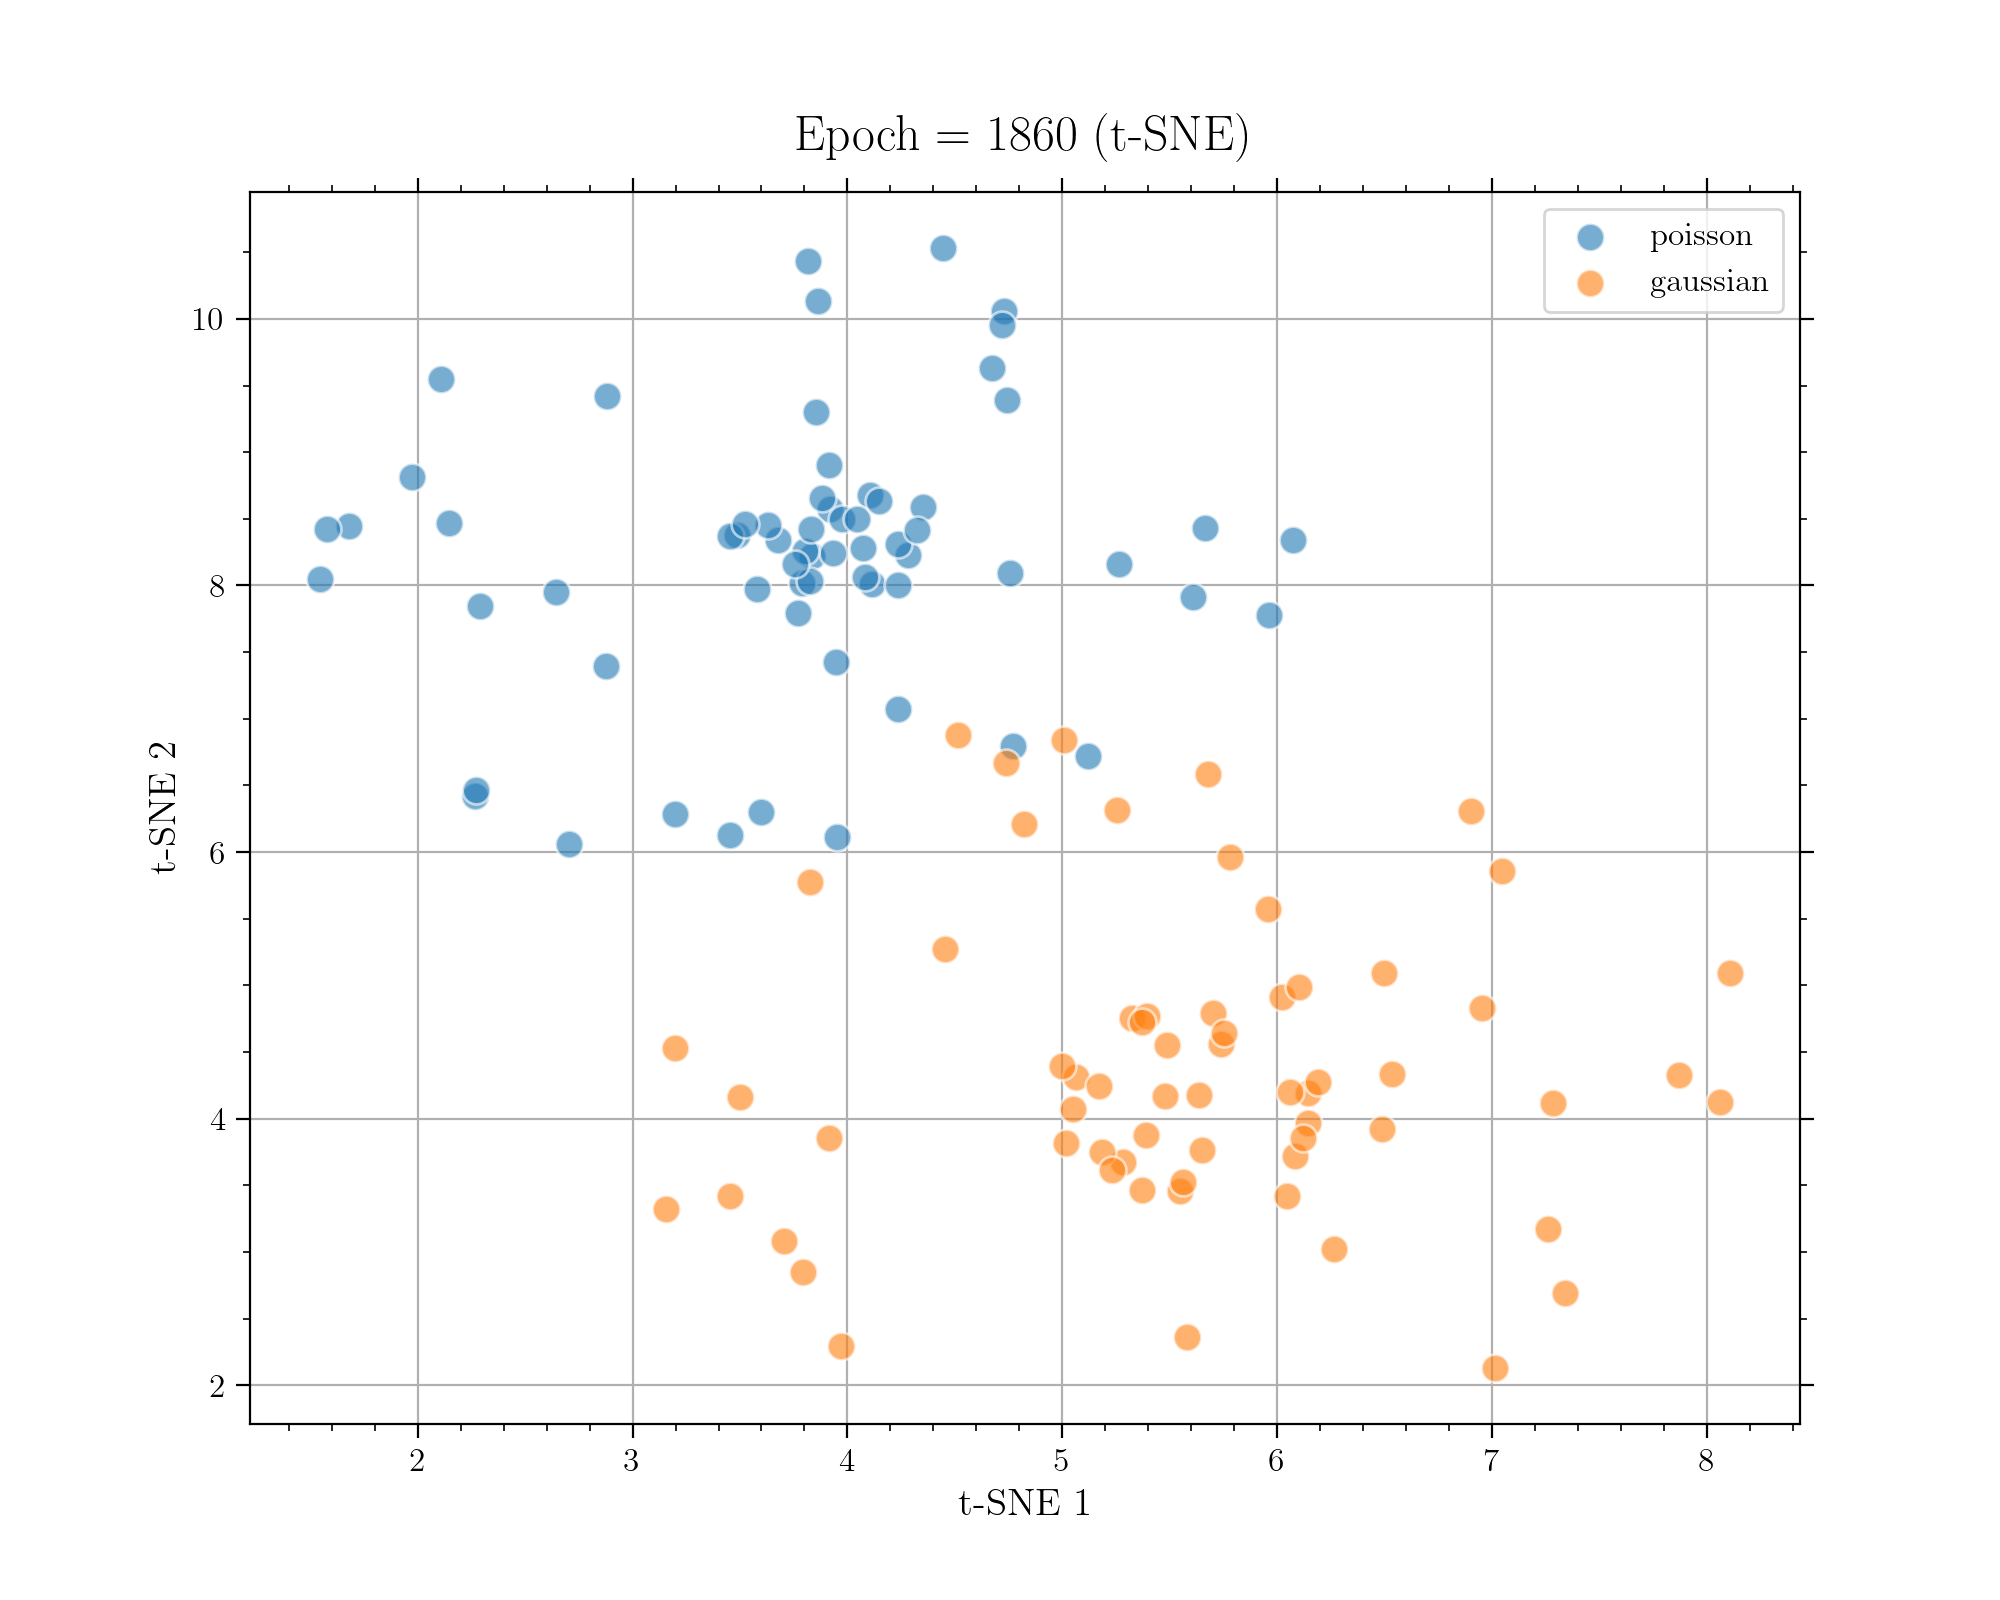 Epoch = 1860 (t-SNE)
poisson
gaussian
10
8
6
4
2
t-SNE 2
2 3 4 5 6 7 8
t-SNE 1